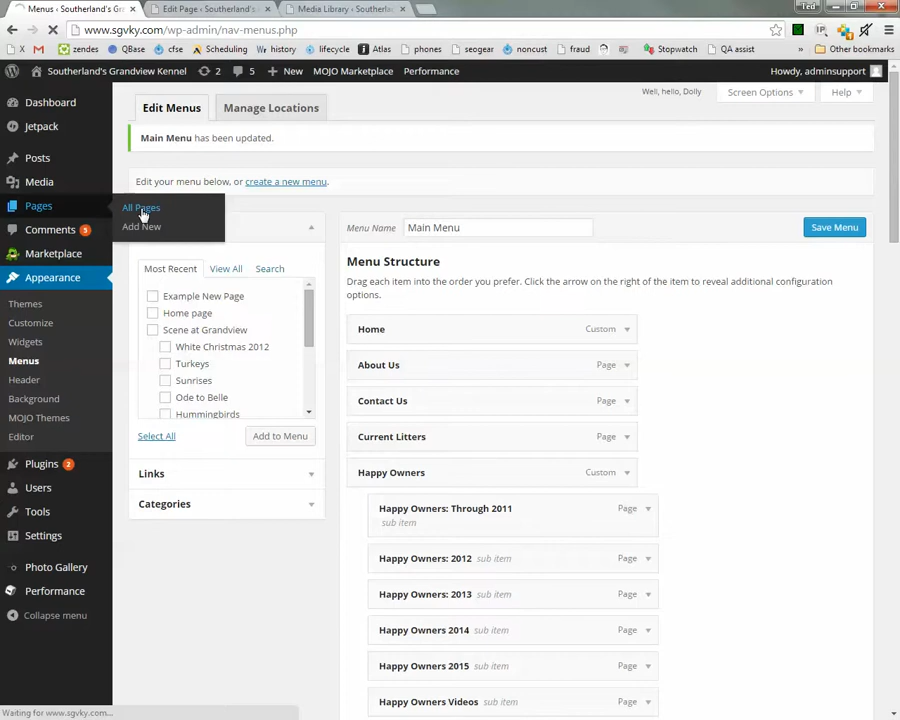 Menus ‹ Southerland's G
Edit Page ‹ Southerland's
Media Library ‹ Southerl
Ted
www.sgvky.com/wp-admin/nav-menus.php
X
zendes
QBase
cfse
Scheduling
history
lifecycle
Atlas
phones
seogear
noncust
fraud
Stopwatch
QA assist
Other bookmarks
Southerland's Grandview Kennel
2
5
New
MOJO Marketplace
Performance
Howdy, adminsupport
Well, hello, Dolly
Screen Options
Help
Dashboard
Jetpack
Posts
Media
Pages
All Pages
Add New
Comments 5
Marketplace
Appearance
Themes
Customize
Widgets
Menus
Header
Background
MOJO Themes
Editor
Plugins 2
Users
Tools
Settings
Photo Gallery
Performance
Collapse menu
Edit Menus
Manage Locations
Main Menu has been updated.
Edit your menu below, or create a new menu.
Most Recent
View All
Search
Example New Page
Home page
Scene at Grandview
White Christmas 2012
Turkeys
Sunrises
Ode to Belle
Hummingbirds
Select All
Add to Menu
Links
Categories
Menu Name
Main Menu
Save Menu
Menu Structure
Drag each item into the order you prefer. Click the arrow on the right of the item to reveal additional configuration
options.
Home Custom
About Us Page
Contact Us Page
Current Litters Page
Happy Owners Custom
Happy Owners: Through 2011 Page
sub item
Happy Owners: 2012 sub item Page
Happy Owners: 2013 sub item Page
Happy Owners 2014 sub item Page
Happy Owners 2015 sub item Page
Happy Owners Videos sub item Page
Waiting for www.sgvky.com...